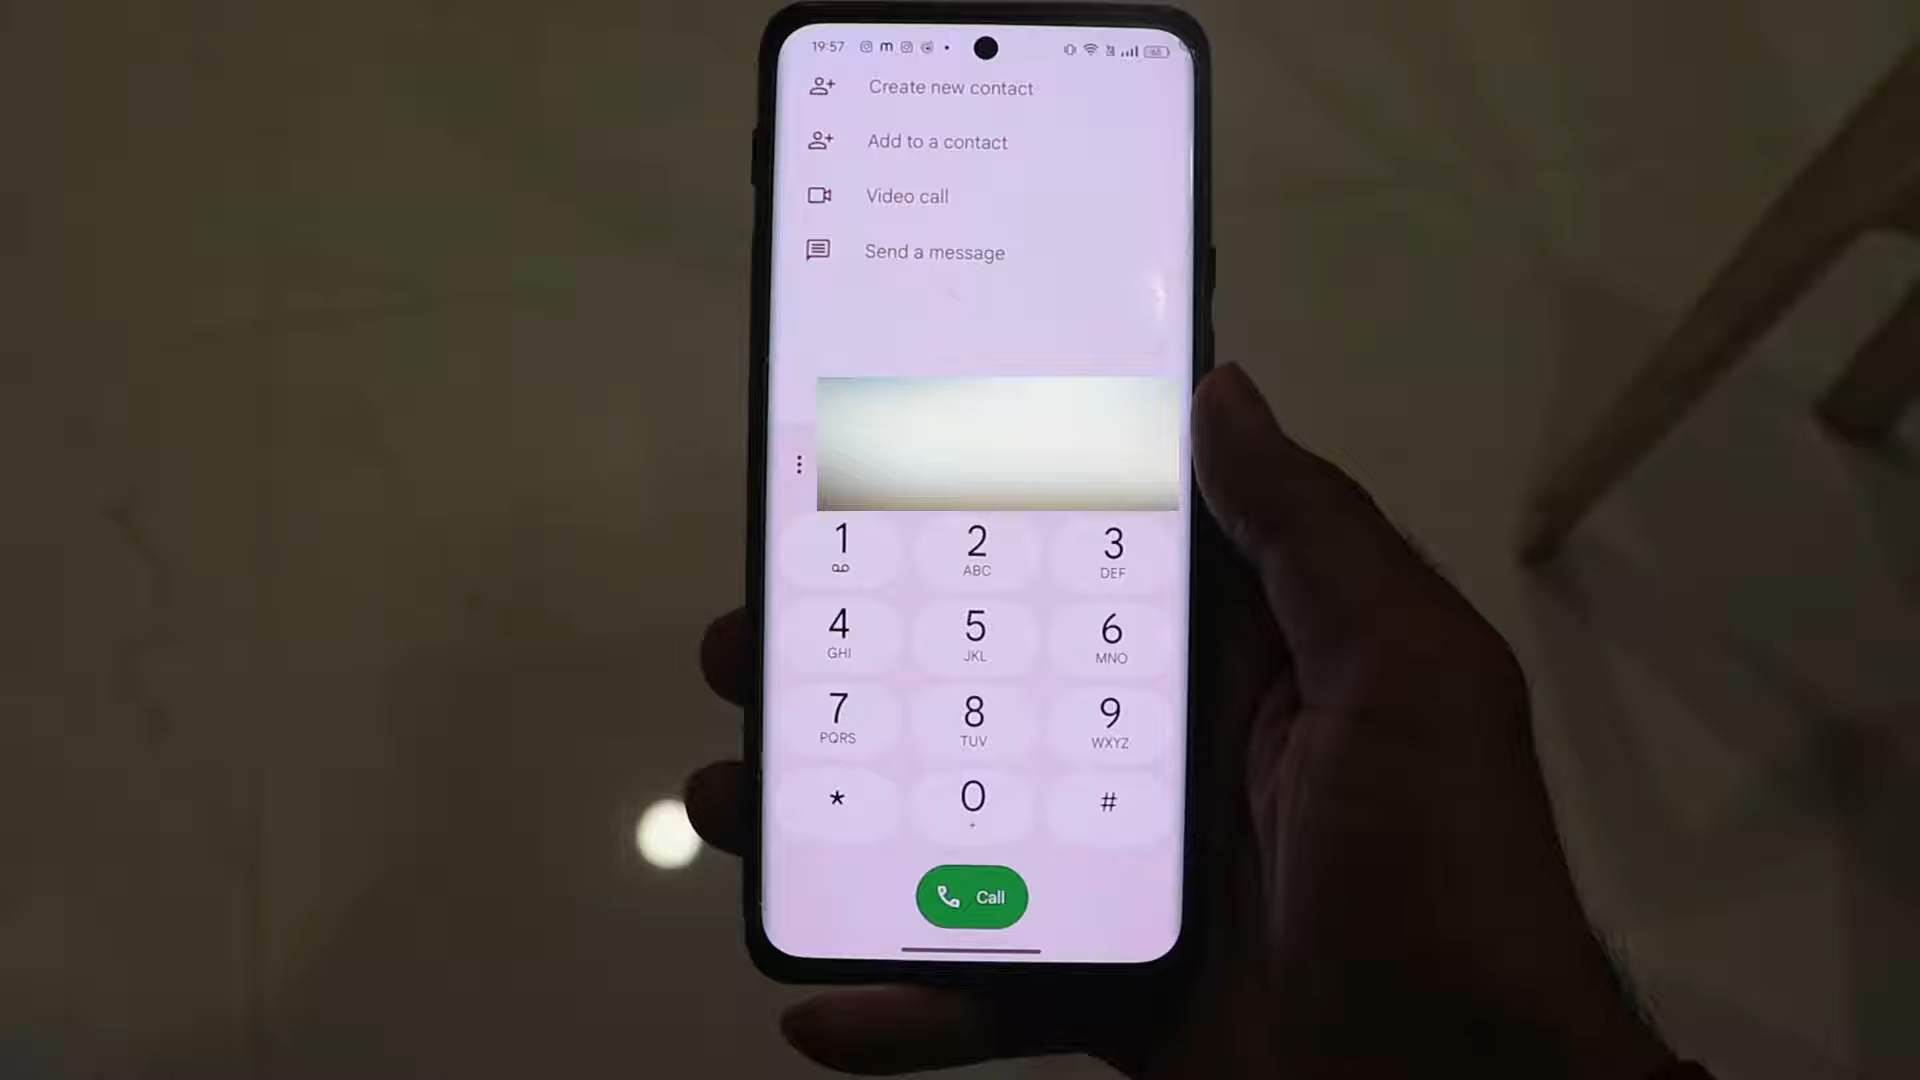 19:57
Create new contact
Add to a contact
Video call
Send a message
1 2 3
ABC DEF
4 5 6
GHI JKL MNO
7 8 9
PQRS TUV WXYZ
* 0 #
+
Call